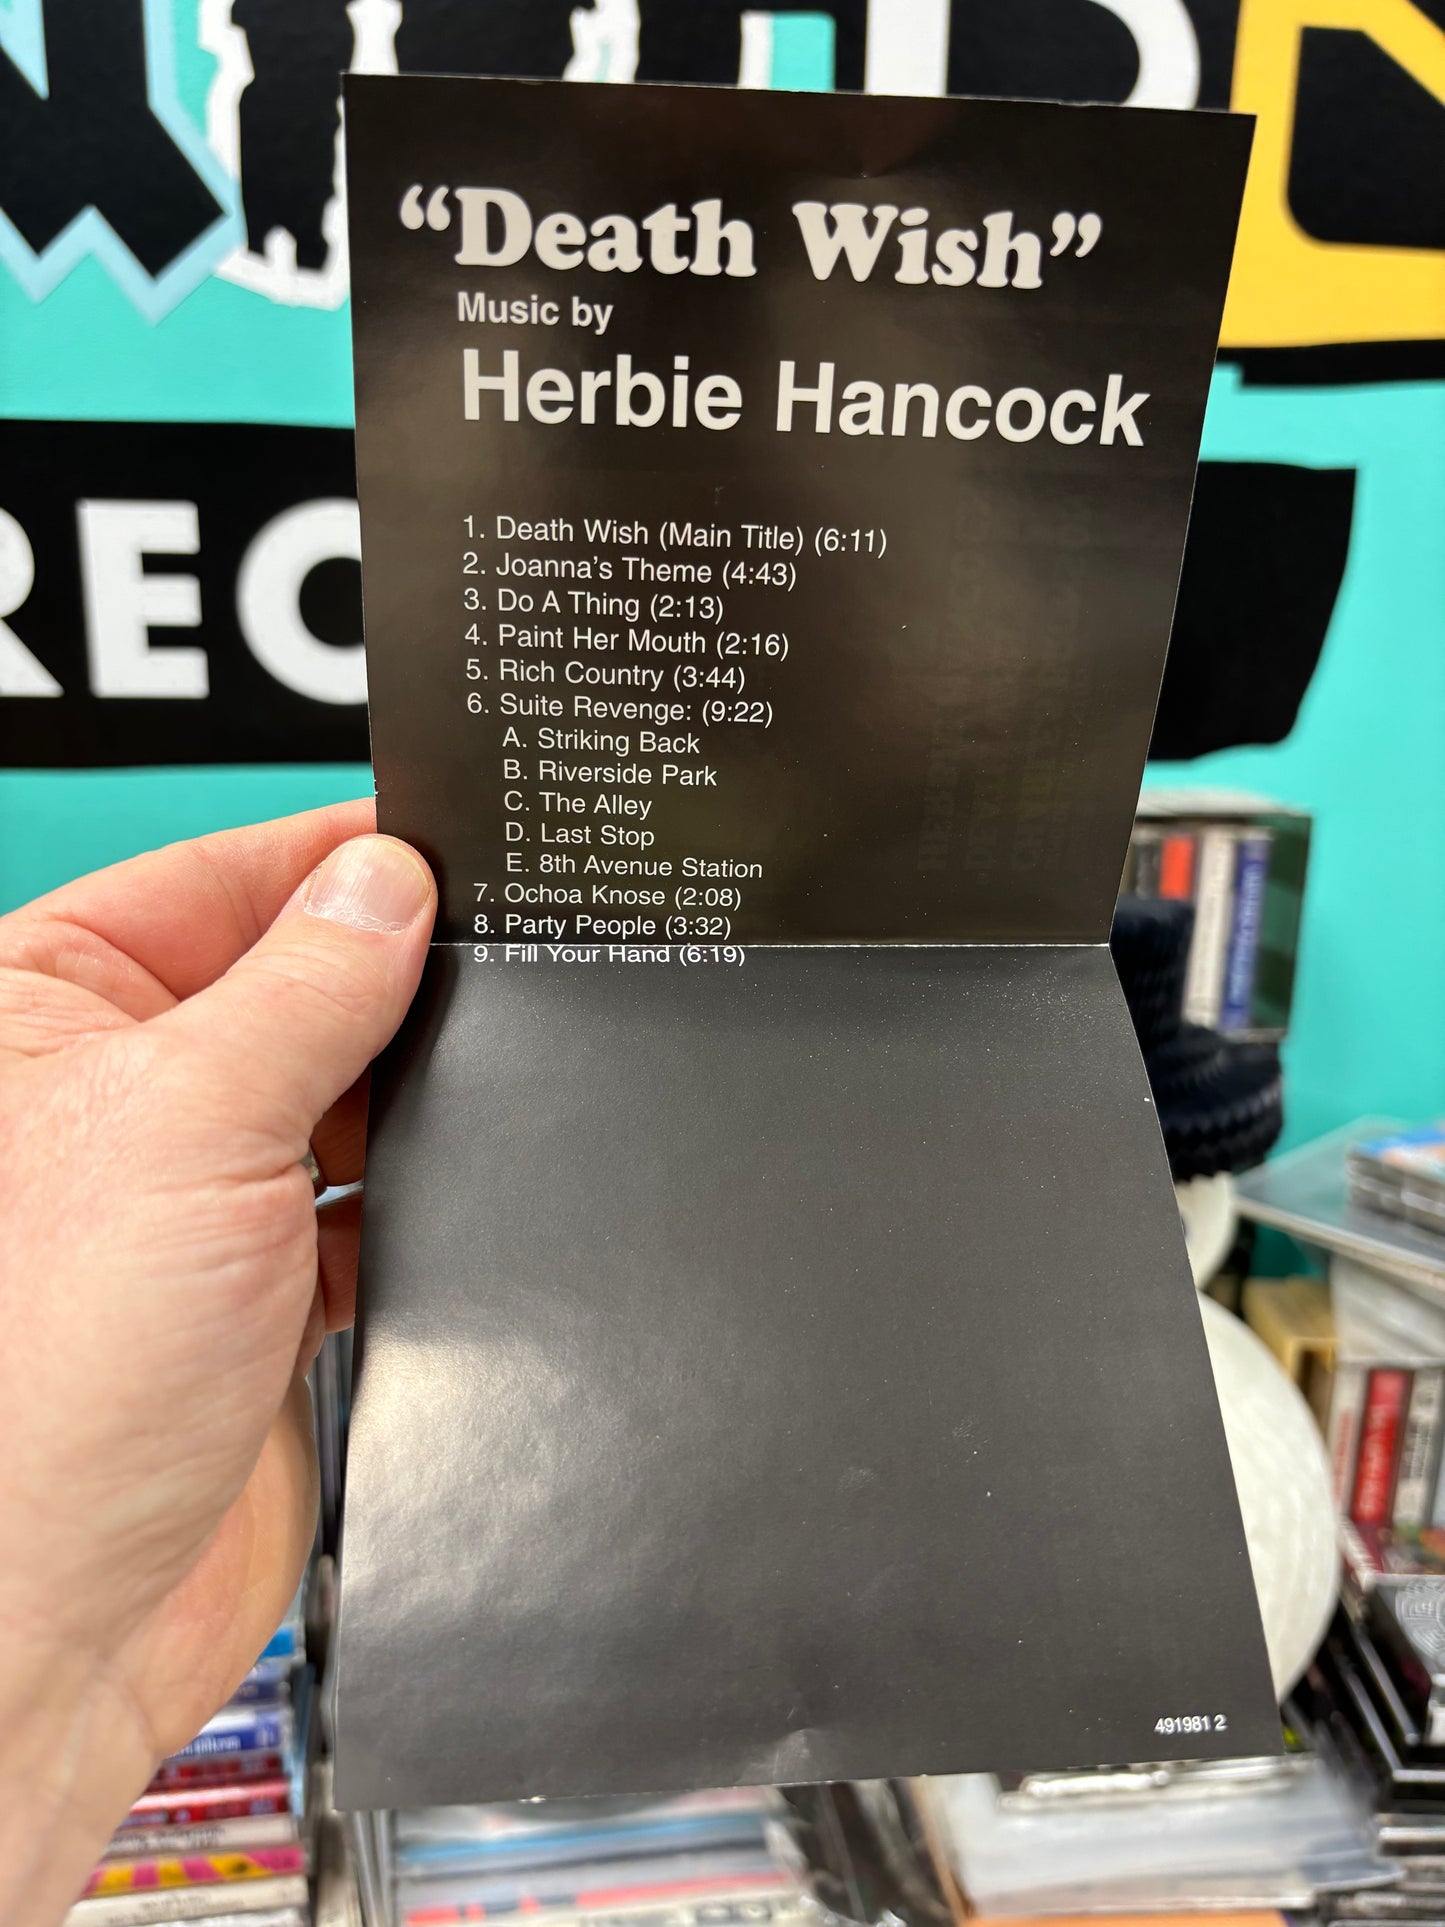 “Death Wish”
Music by
Herbie Hancock
1. Death Wish (Main Title) (6:11)
2. Joanna’s Theme (4:43)
3. Do A Thing (2:13)
4. Paint Her Mouth (2:16)
5. Rich Country (3:44)
6. Suite Revenge: (9:22)
A. Striking Back
B. Riverside Park
C. The Alley
D. Last Stop
E. 8th Avenue Station
7. Ochoa Knose (2:08)
8. Party People (3:32)
9. Fill Your Hand (6:19)
491981 2
REC